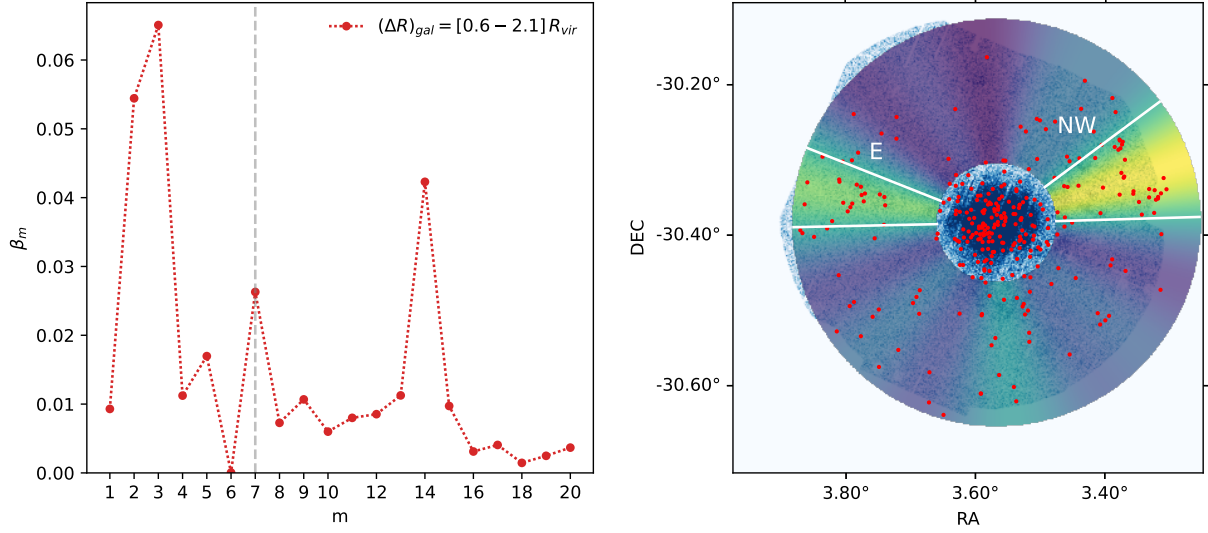 (ΔR)gal = [0.6 − 2.1] Rvir
0.06
0.05
0.04
0.03
0.02
0.01
0.00
βm
1 2 3 4 5 6 7 8 9 10 12 14 16 18 20
m
E
NW
-30.20°
-30.40°
-30.60°
DEC
3.80° 3.60° 3.40°
RA